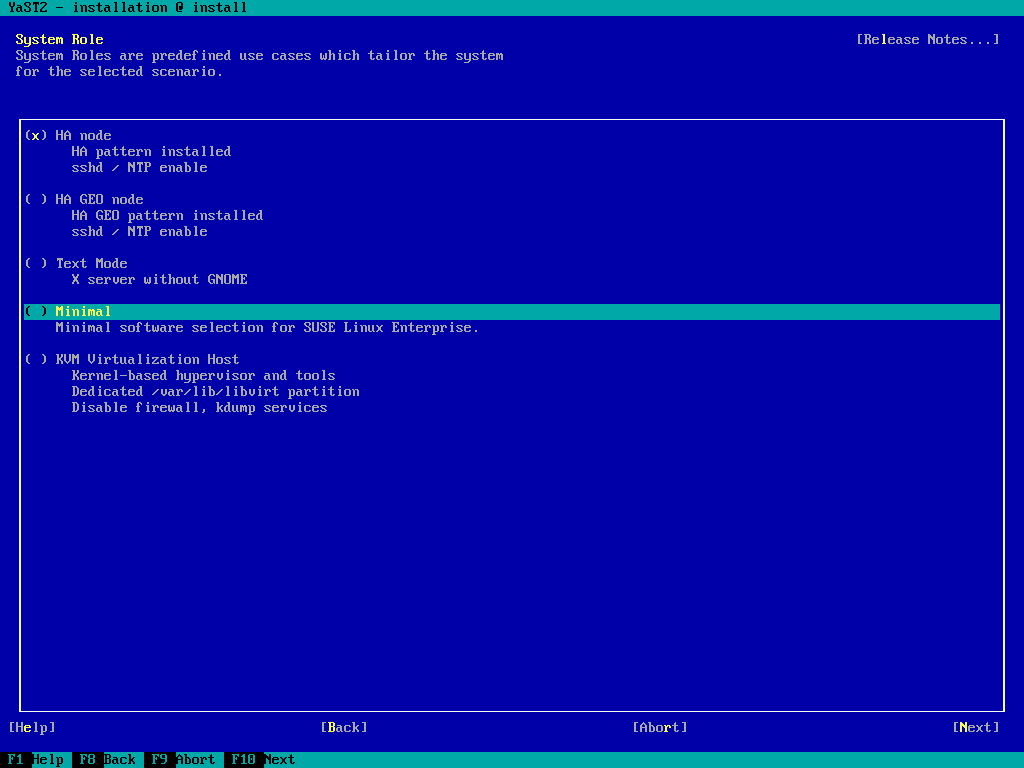 YaST2 - installation @ install
System Role [Release Notes...]
System Roles are predefined use cases which tailor the system
for the selected scenario.
(x) HA node
HA pattern installed
sshd / NTP enable
( ) HA GEO node
HA GEO pattern installed
sshd / NTP enable
( ) Text Mode
X server without GNOME
( ) Minimal
Minimal software selection for SUSE Linux Enterprise.
( ) KVM Virtualization Host
Kernel-based hypervisor and tools
Dedicated /var/lib/libvirt partition
Disable firewall, kdump services
[Help] [Back] [Abort] [Next]
F1 Help F8 Back F9 Abort F10 Next